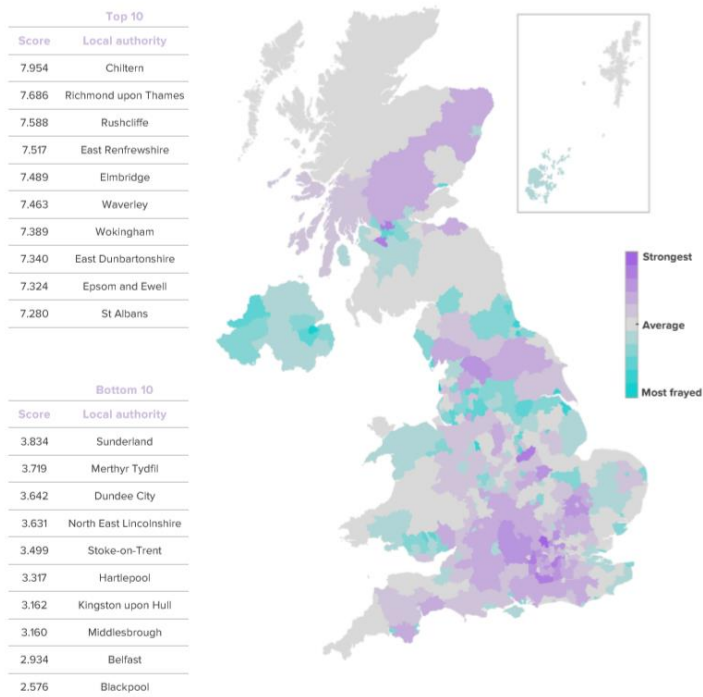 Top 10
Score Local authority
7.954 Chiltern
7.686 Richmond upon Thames
7.588 Rushcliffe
7.517 East Renfrewshire
7.489 Elmbridge
7.463 Waverley
7.389 Wokingham
7.340 East Dunbartonshire
7.324 Epsom and Ewell
7.280 St Albans
Bottom 10
Score Local authority
3.834 Sunderland
3.719 Merthyr Tydfil
3.642 Dundee City
3.631 North East Lincolnshire
3.499 Stoke-on-Trent
3.317 Hartlepool
3.162 Kingston upon Hull
3.160 Middlesbrough
2.934 Belfast
2.576 Blackpool
Strongest
Average
Most frayed